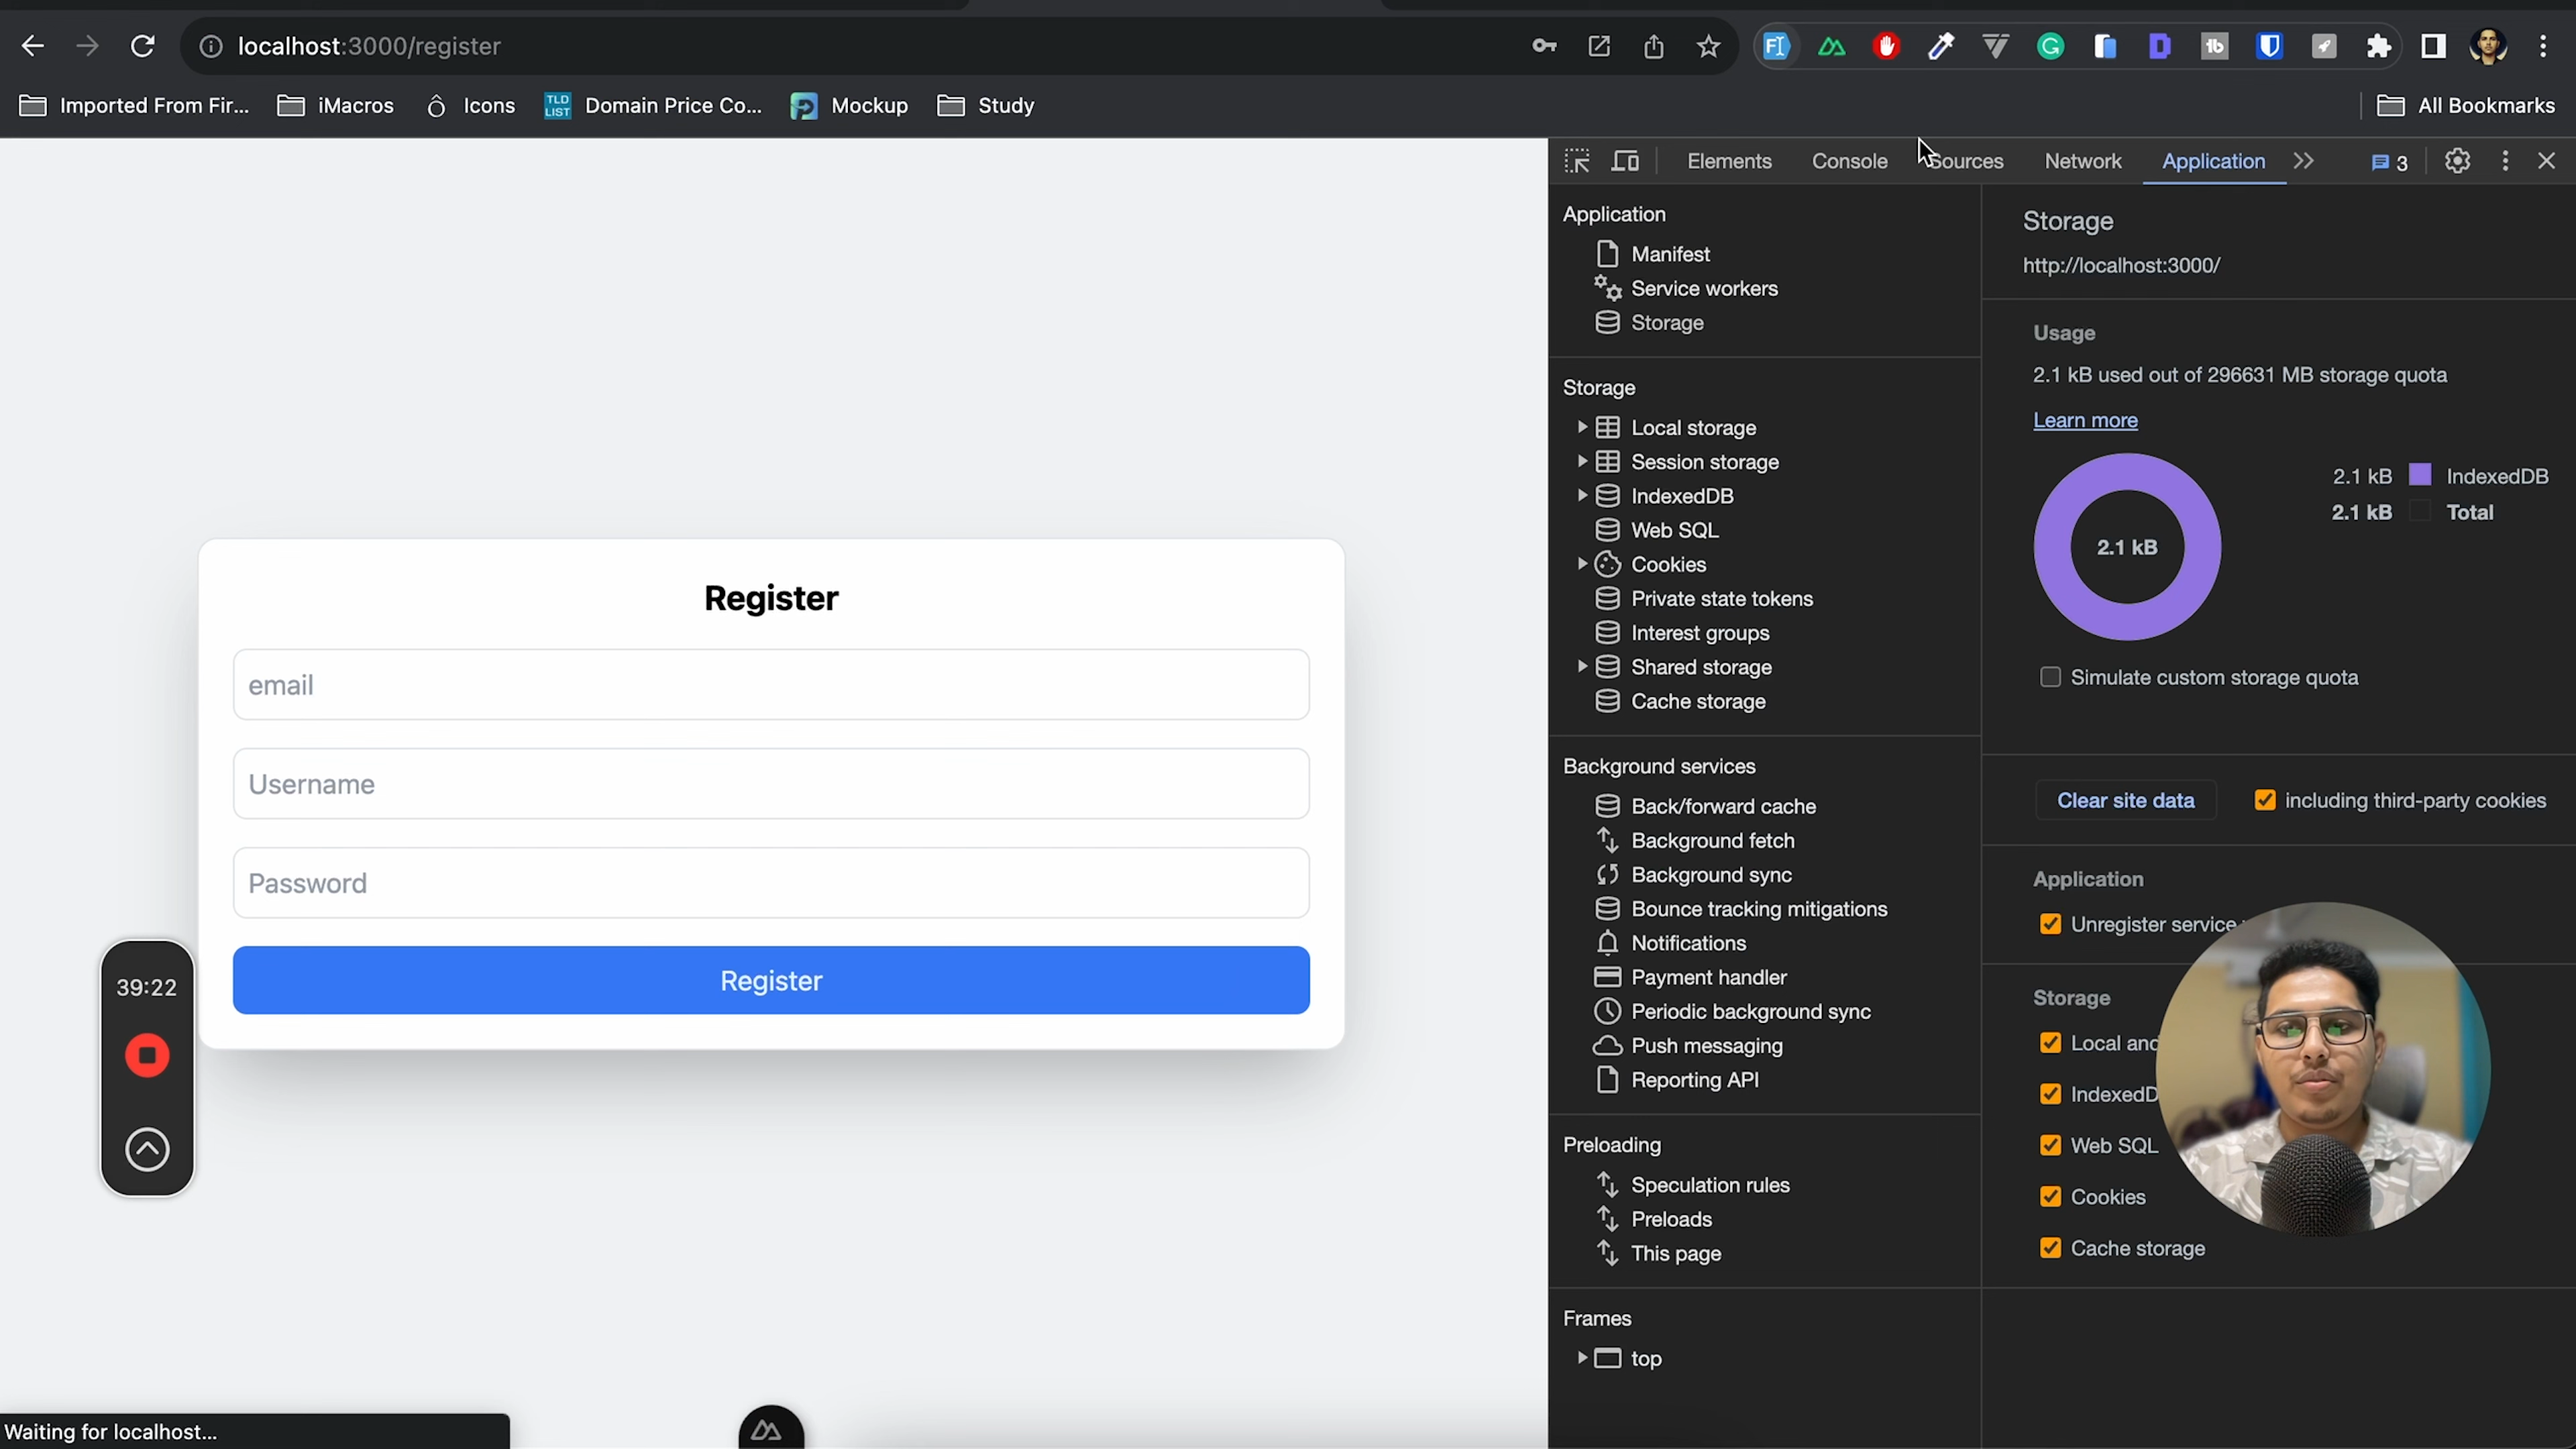 localhost:3000/register
Imported From Fir...
iMacros
Icons
TLD LIST
Domain Price Co...
Mockup
Study
All Bookmarks
Elements
Console
Sources
Network
Application
3
Register
email
Username
Password
Register
39:22
Waiting for localhost...
Application
Manifest
Service workers
Storage
Storage
Local storage
Session storage
IndexedDB
Web SQL
Cookies
Private state tokens
Interest groups
Shared storage
Cache storage
Background services
Back/forward cache
Background fetch
Background sync
Bounce tracking mitigations
Notifications
Payment handler
Periodic background sync
Push messaging
Reporting API
Preloading
Speculation rules
Preloads
This page
Frames
top
Storage
http://localhost:3000/
Usage
2.1 kB used out of 296631 MB storage quota
Learn more
2.1 kB
2.1 kB IndexedDB
2.1 kB Total
Simulate custom storage quota
Clear site data
including third-party cookies
Application
Unregister service
Storage
Local and
IndexedD
Web SQL
Cookies
Cache storage